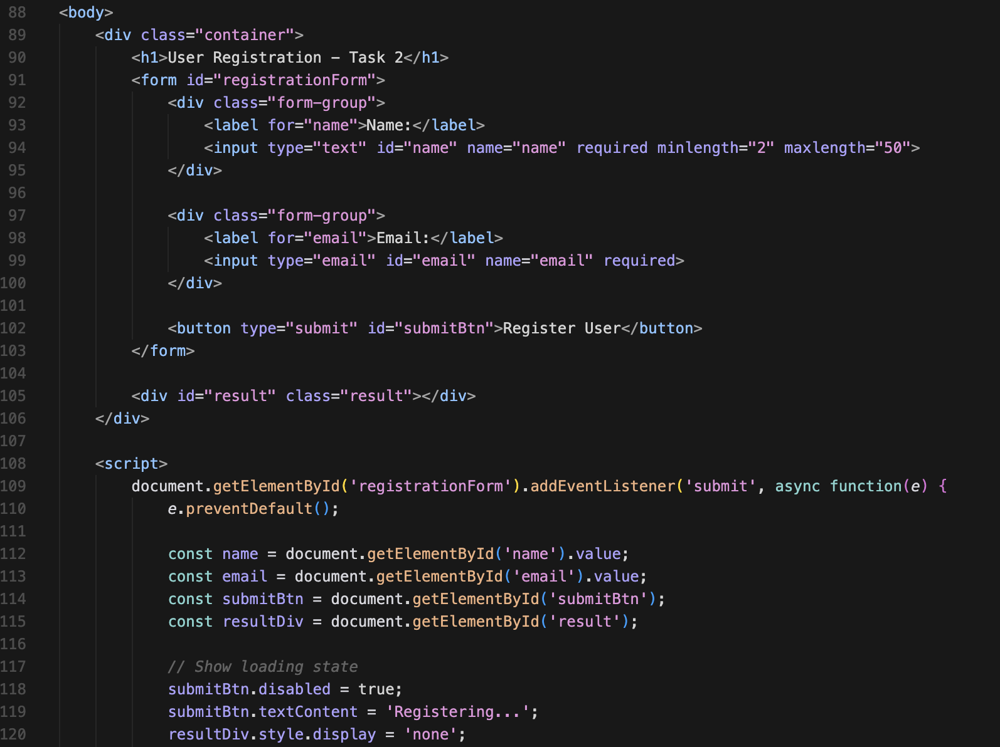 88 <body>
89 <div class="container">
90 <h1>User Registration - Task 2</h1>
91 <form id="registrationForm">
92 <div class="form-group">
93 <label for="name">Name:</label>
94 <input type="text" id="name" name="name" required minlength="2" maxlength="50">
95 </div>
96
97 <div class="form-group">
98 <label for="email">Email:</label>
99 <input type="email" id="email" name="email" required>
100 </div>
101
102 <button type="submit" id="submitBtn">Register User</button>
103 </form>
104
105 <div id="result" class="result"></div>
106 </div>
107
108 <script>
109 document.getElementById('registrationForm').addEventListener('submit', async function(e) {
110 e.preventDefault();
111
112 const name = document.getElementById('name').value;
113 const email = document.getElementById('email').value;
114 const submitBtn = document.getElementById('submitBtn');
115 const resultDiv = document.getElementById('result');
116
117 // Show loading state
118 submitBtn.disabled = true;
119 submitBtn.textContent = 'Registering...';
120 resultDiv.style.display = 'none';